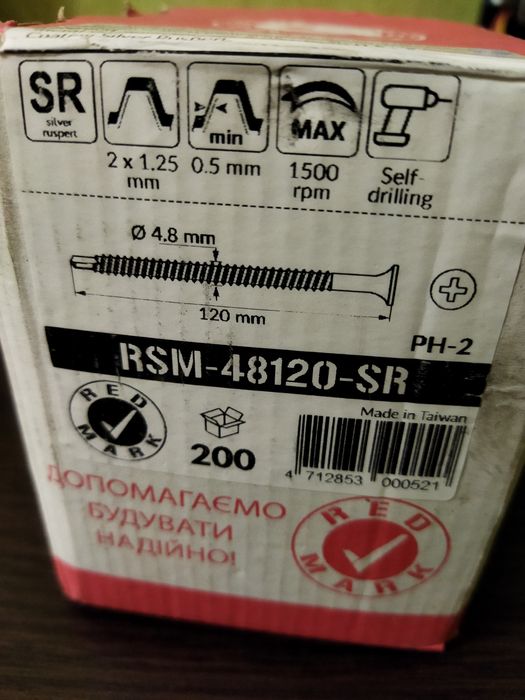 SR
silver
ruspert
2 x 1.25
mm
min
0.5 mm
MAX
1500
rpm
Self-
drilling
Ø 4.8 mm
120 mm
PH-2
RSM-48120-SR
RED
MARK
200
Made in Taiwan
4 712853 000521
ДОПОМАГАЄМО
БУДУВАТИ
НАДІЙНО!
RED
MARK